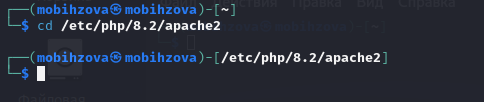 ┌──(mobihzova㉿mobihzova)-[~]
└─$ cd /etc/php/8.2/apache2
┌──(mobihzova㉿mobihzova)-[/etc/php/8.2/apache2]
└─$